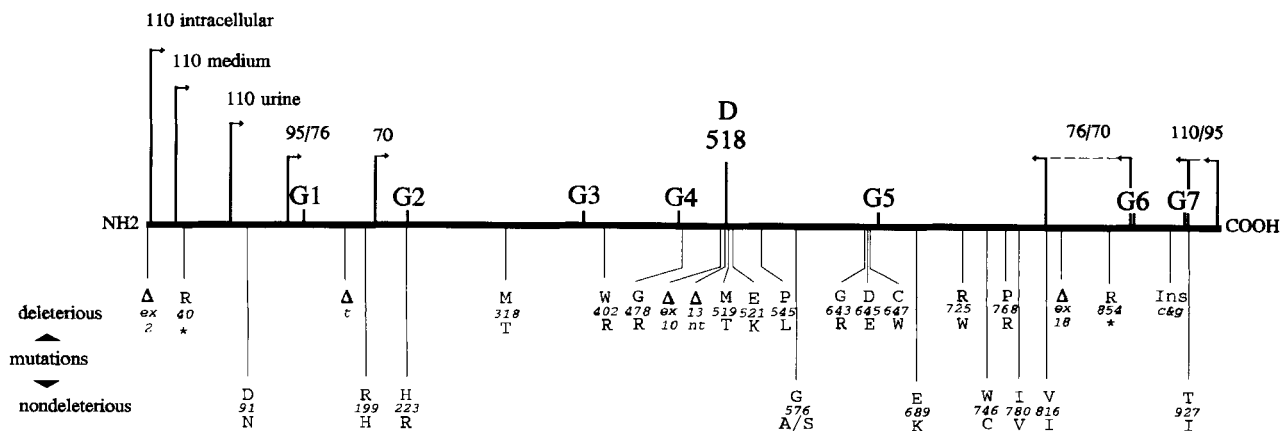 110 intracellular
110 medium
110 urine
95/76
70
D
518
76/70
110/95
G1
G2
G3
G4
G5
G6
G7
NH2
COOH
deleterious
Δ ex 2
R 40 *
Δ t
M 318 T
W 402 R
G 478 R
Δ ex 10
Δ 13 nt
M 519 T
E 521 K
P 545 L
G 643 R
D 645 E
C 647 W
R 725 W
P 768 R
Δ ex 18
R 854 *
Ins c&g
mutations
nondeleterious
D 91 N
R 199 H
H 223 R
G 576 A/S
E 689 K
W 746 C
I 780 V
V 816 I
T 927 I